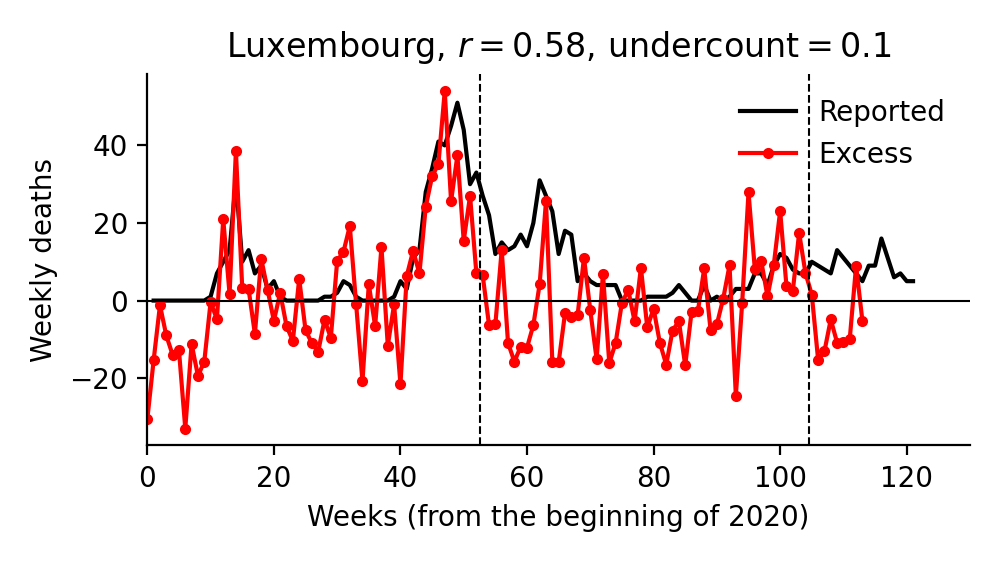 Luxembourg, r = 0.58, undercount = 0.1
Reported
Excess
Weekly deaths
40
20
0
−20
0 20 40 60 80 100 120
Weeks (from the beginning of 2020)